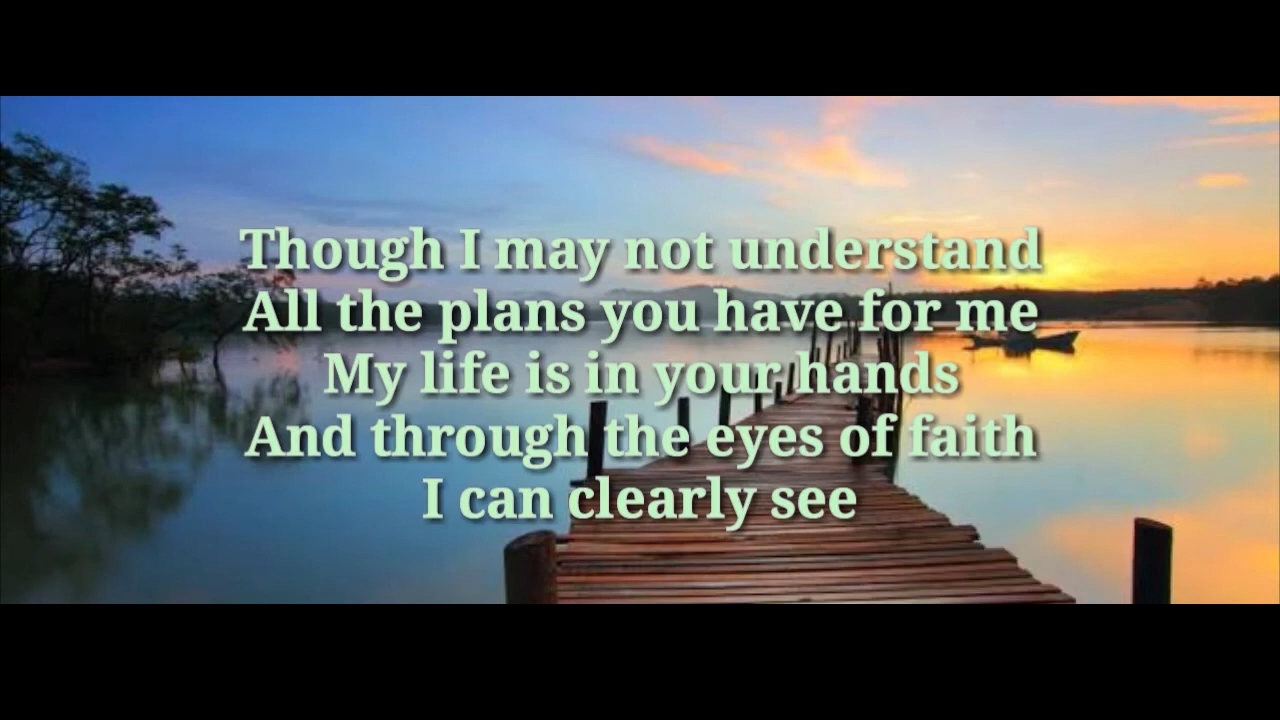 Though I may not understand
All the plans you have for me
My life is in your hands
And through the eyes of faith
I can clearly see